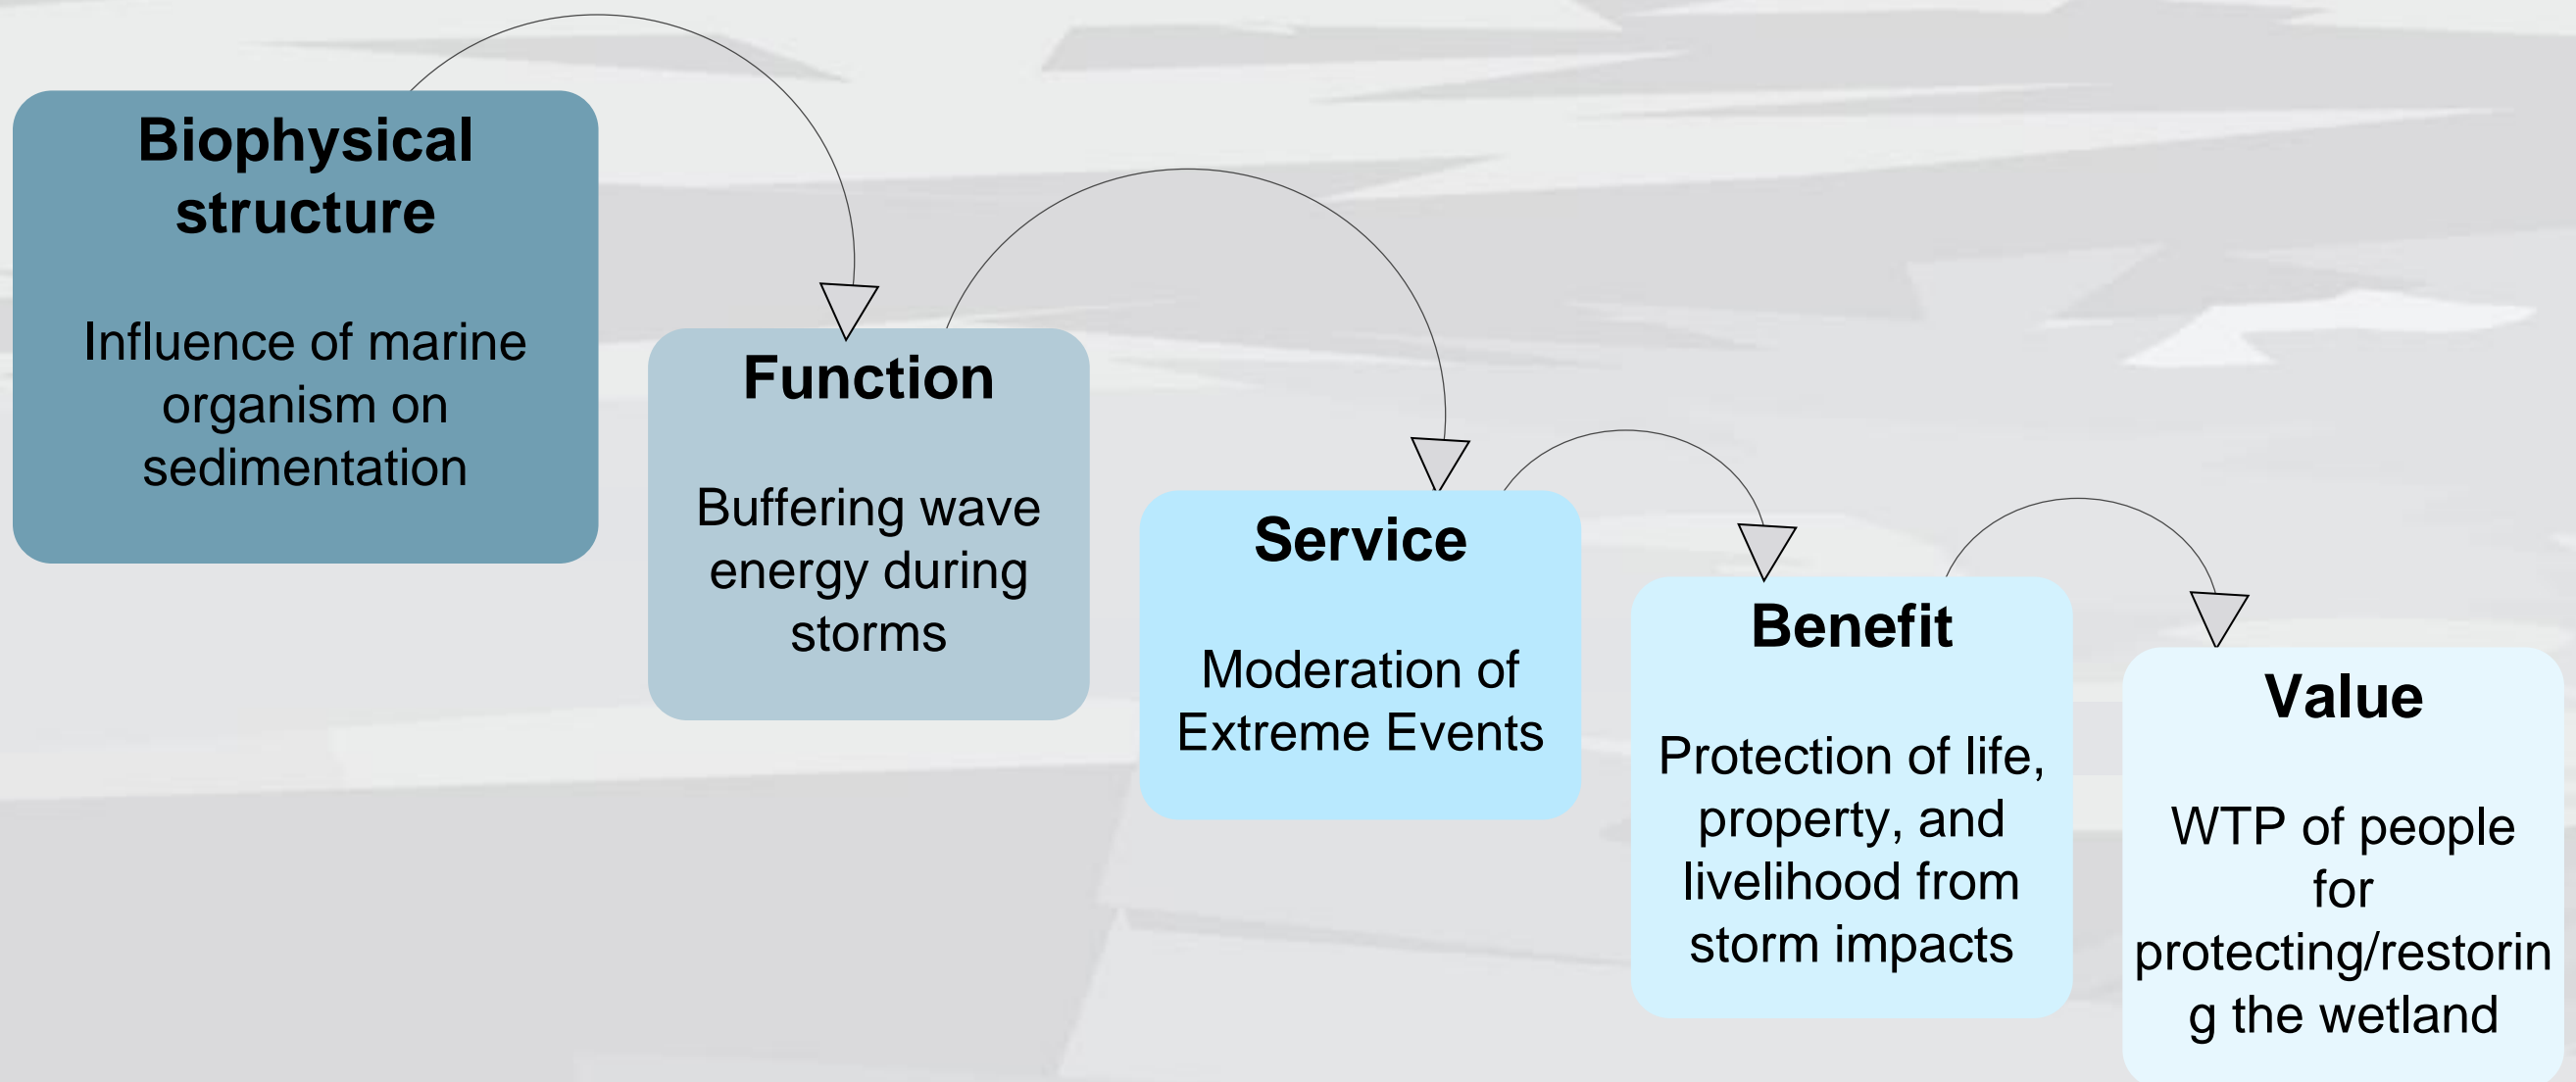 Biophysical
structure
Influence of marine
organism on
sedimentation
Function
Buffering wave
energy during
storms
Service
Moderation of
Extreme Events
Benefit
Protection of life,
property, and
livelihood from
storm impacts
Value
WTP of people
for
protecting/restorin
g the wetland